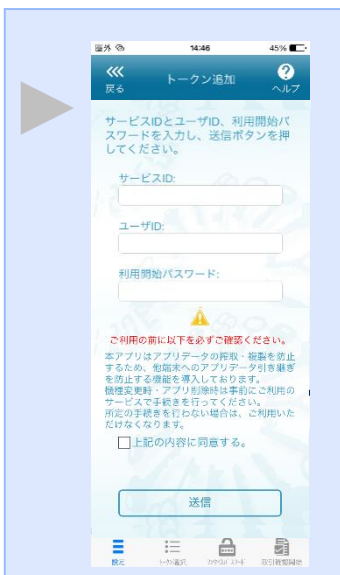 圏外
14:46
45%
戻る
トークン追加
?
ヘルプ
サービスIDとユーザID、利用開始パ
スワードを入力し、送信ボタンを押
してください。
サービスID:
ユーザID:
利用開始パスワード:
ご利用の前に以下を必ずご確認ください。
本アプリはアプリデータの搾取・複製を防止
するため、他端末へのアプリデータ引き継ぎ
を防止する機能を導入しております。
機種変更時・アプリ削除時は事前にご利用の
サービスで手続きを行ってください。
所定の手続きを行わない場合は、ご利用いた
だけなくなります。
上記の内容に同意する。
送信
設定
トークン選択
ワンタイムパスワード
取引情報開始